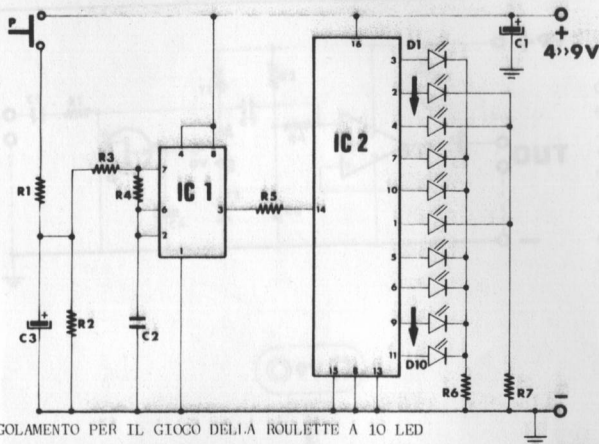 P
16
3
D1
C1
+
4»9V
2
4
IC 2
7
R3
7
4
8
IC 1
R1
R4
6
3
R5
14
10
1
2
1
5
6
C3
+
R2
C2
9
11
D10
15
8
13
R6
R7
−
GOLAMENTO PER IL GIOCO DELLA ROULETTE A 10 LED